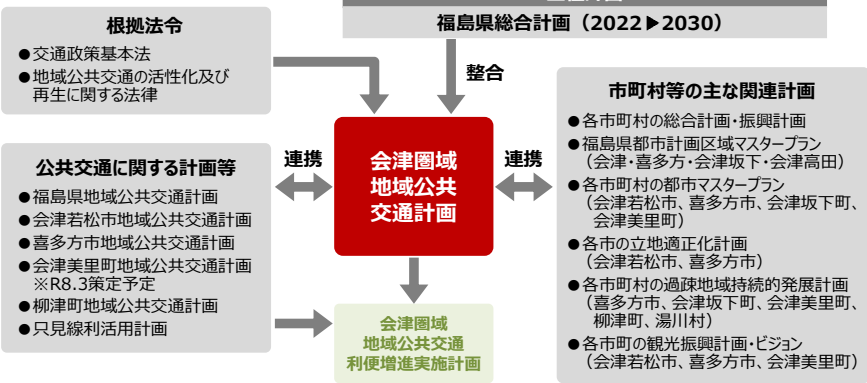 福島県総合計画（2022▶2030）
根拠法令
●交通政策基本法
●地域公共交通の活性化及び
再生に関する法律
整合
公共交通に関する計画等
●福島県地域公共交通計画
●会津若松市地域公共交通計画
●喜多方市地域公共交通計画
●会津美里町地域公共交通計画
※R8.3策定予定
●柳津町地域公共交通計画
●只見線利活用計画
連携
会津圏域
地域公共
交通計画
連携
会津圏域
地域公共交通
利便増進実施計画
市町村等の主な関連計画
●各市町村の総合計画・振興計画
●福島県都市計画区域マスタープラン
（会津・喜多方・会津坂下・会津高田）
●各市町村の都市マスタープラン
（会津若松市、喜多方市、会津坂下町、
会津美里町）
●各市の立地適正化計画
（会津若松市、喜多方市）
●各市町村の過疎地域持続的発展計画
（喜多方市、会津坂下町、会津美里町、
柳津町、湯川村）
●各市町の観光振興計画・ビジョン
（会津若松市、喜多方市、会津美里町）